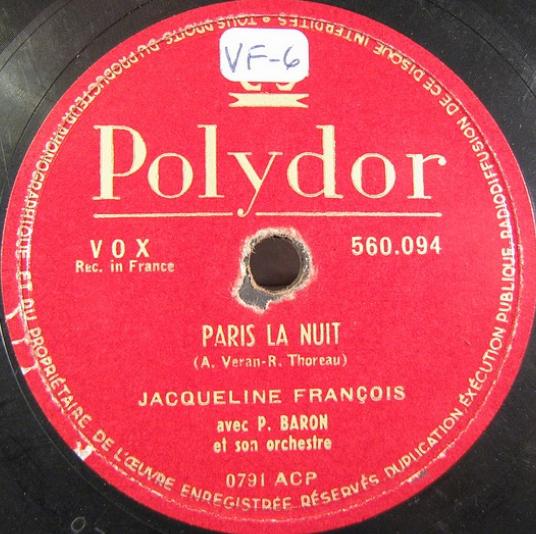 VF-6
Polydor
VOX 560.094
Rec. in France
PARIS LA NUIT
(A. Veran-R. Thoreau)
JACQUELINE FRANÇOIS
avec P. BARON
et son orchestre
0791 ACP
TOUS DROITS DU PRODUCTEUR PHONOGRAPHIQUE ET DU PROPRIÉTAIRE DE L'ŒUVRE ENREGISTRÉE RÉSERVÉS DUPLICATION EXÉCUTION PUBLIQUE RADIODIFFUSION DE CE DISQUE INTERDITES •